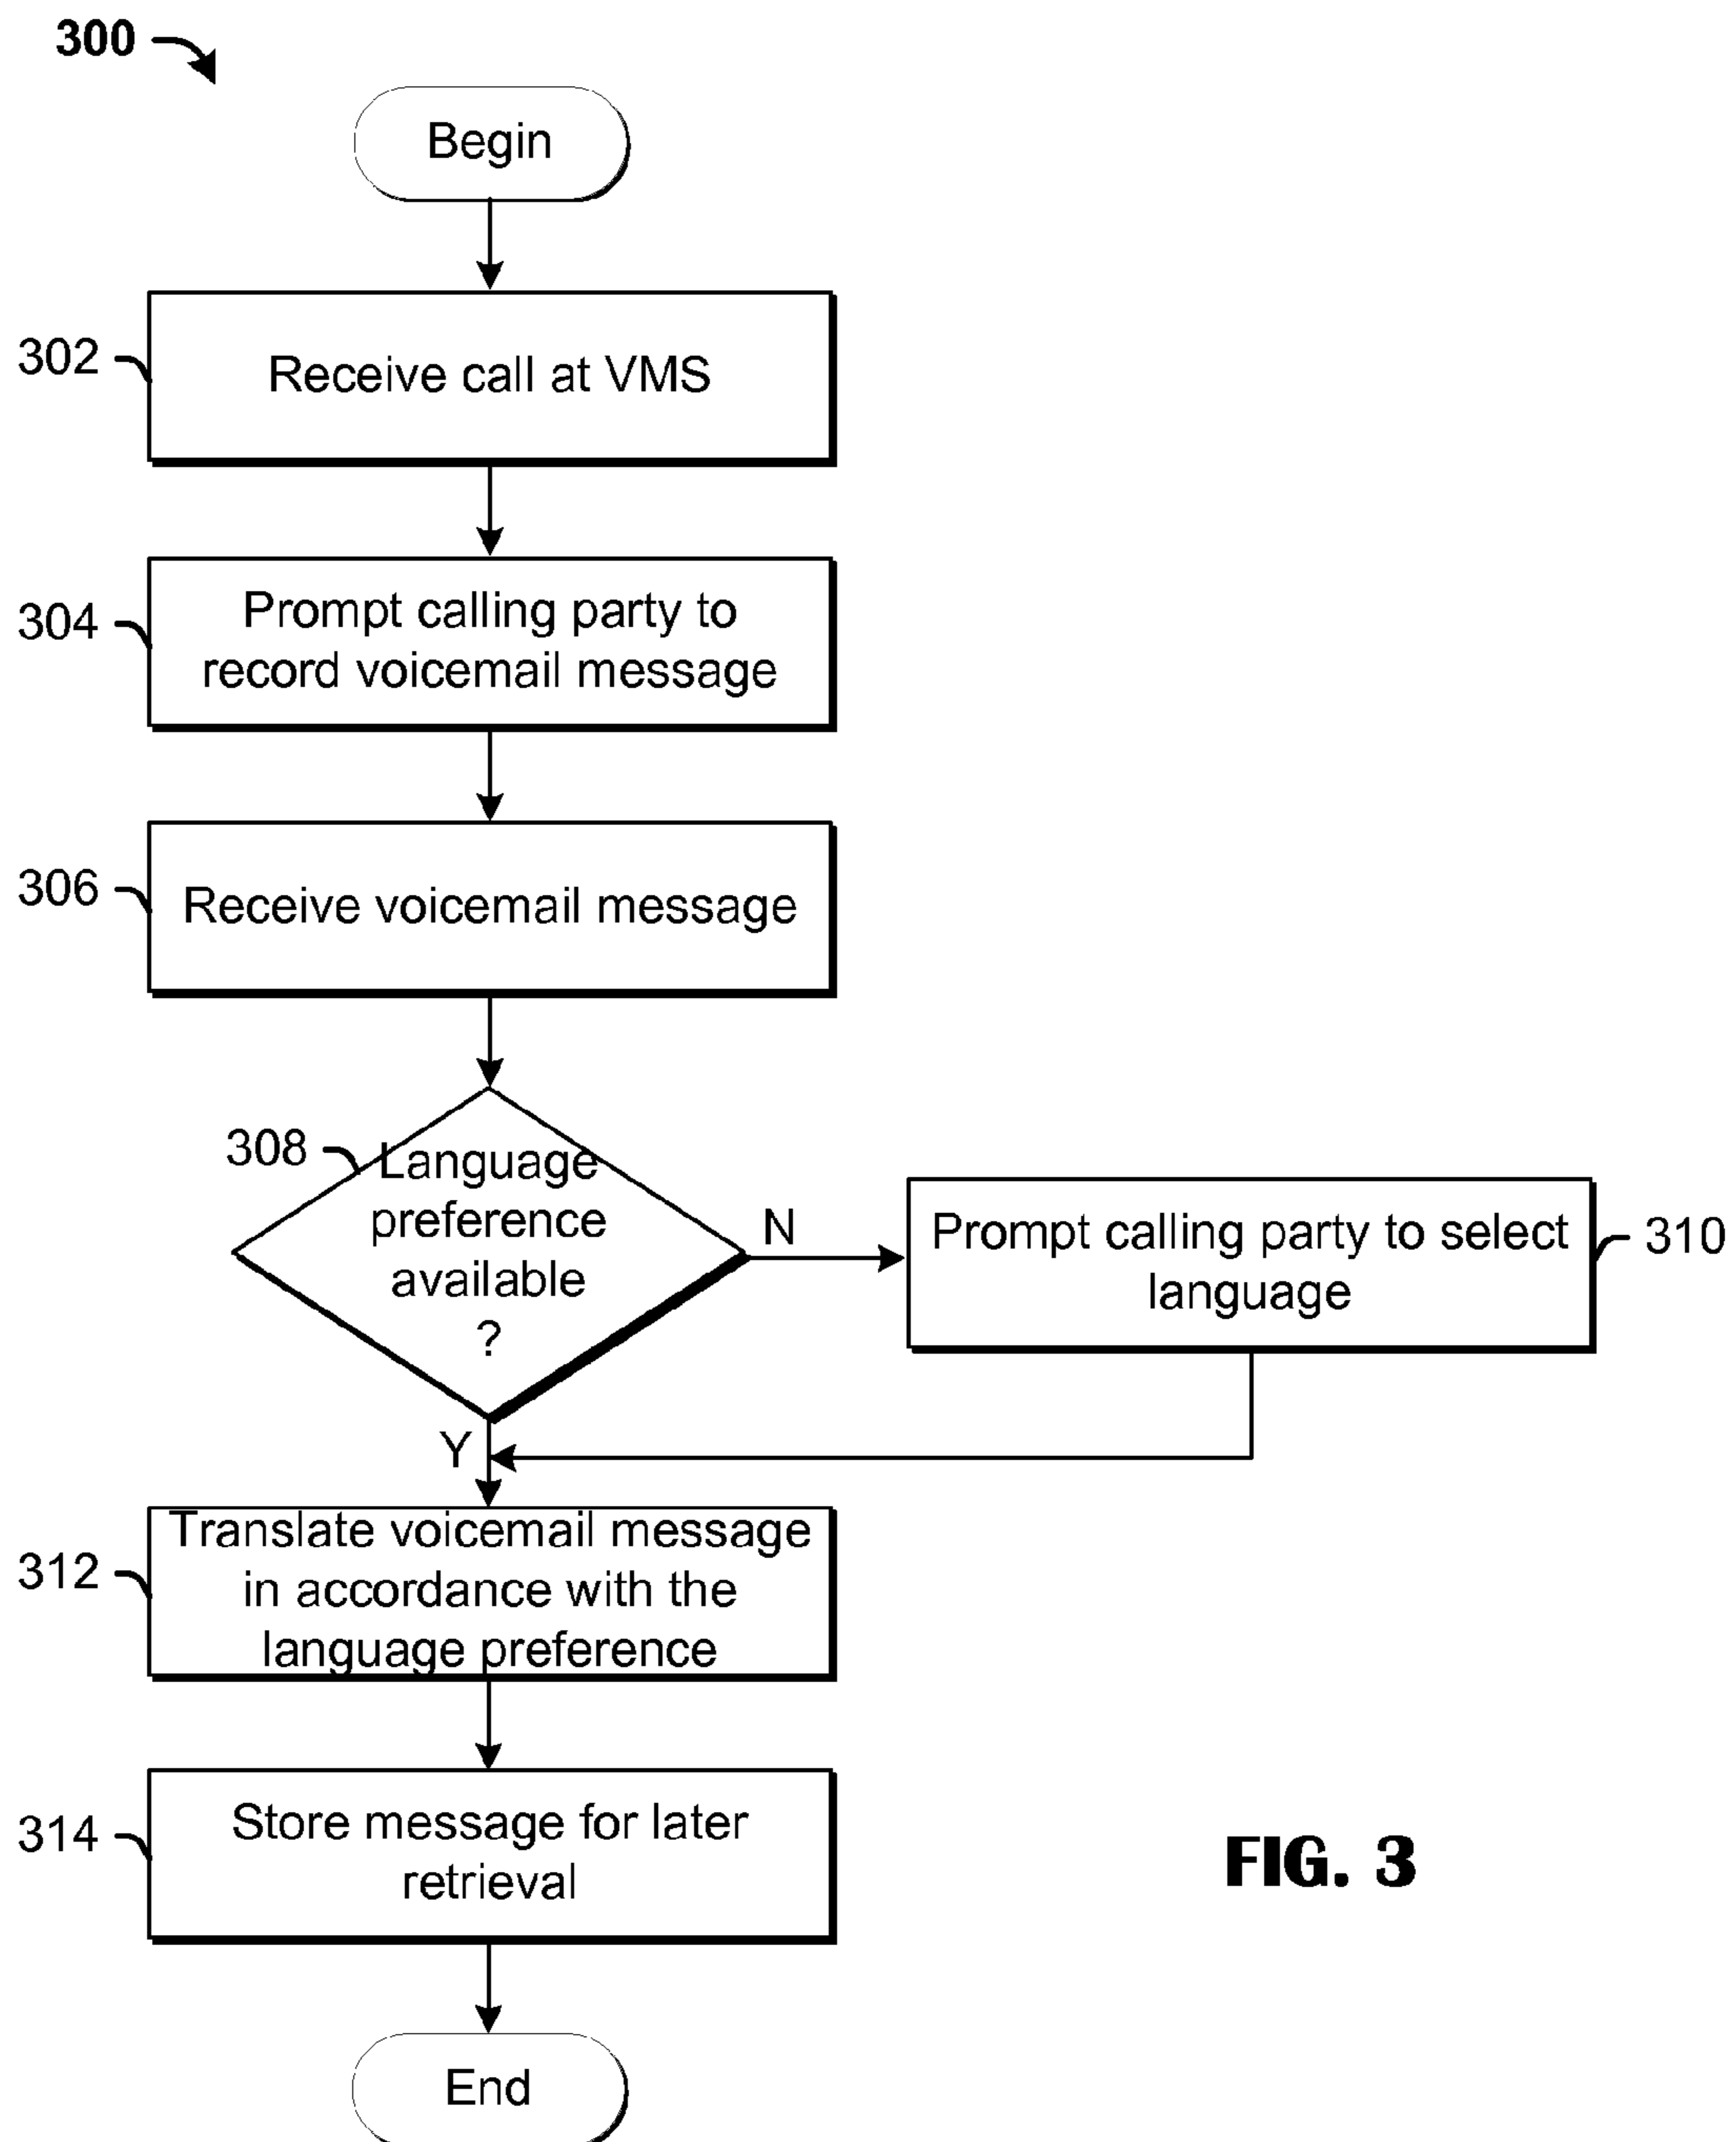 300
Begin
302
Receive call at VMS
304
Prompt calling party to
record voicemail message
306
Receive voicemail message
308
Language
preference
available
?
N
Prompt calling party to select
language
310
Y
312
Translate voicemail message
in accordance with the
language preference
314
Store message for later
retrieval
FIG. 3
End